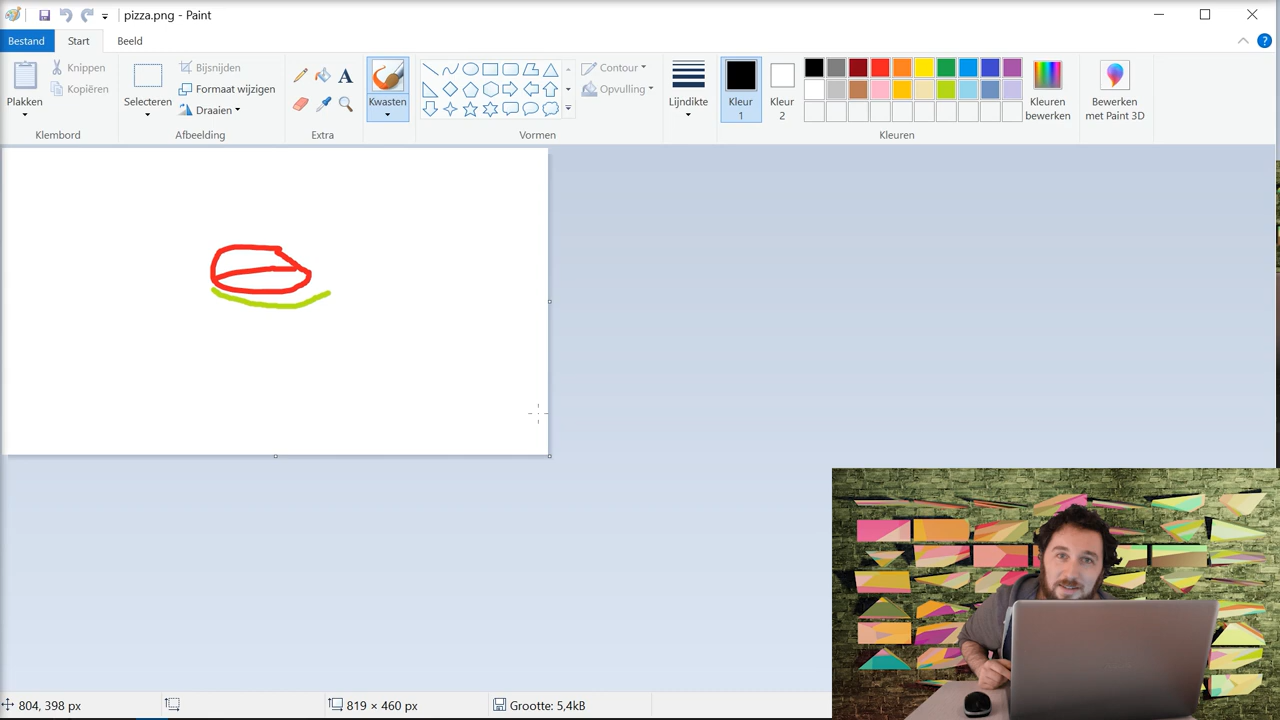 pizza.png - Paint
Bestand
Start
Beeld
Plakken
Knippen
Kopiëren
Klembord
Selecteren
Bijsnijden
Formaat wijzigen
Draaien
Afbeelding
A
Extra
Kwasten
Contour
Opvulling
Vormen
Lijndikte
Kleur
1
Kleur
2
Kleuren
bewerken
Kleuren
Bewerken
met Paint 3D
?
804, 398 px
819 × 460 px
Grootte: 5,4kB